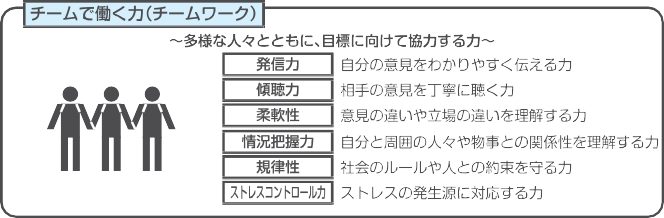 チームで働く力(チームワーク)
～多様な人々とともに、目標に向けて協力する力～
発信力 自分の意見をわかりやすく伝える力
傾聴力 相手の意見を丁寧に聴く力
柔軟性 意見の違いや立場の違いを理解する力
情況把握力 自分と周囲の人々や物事との関係性を理解する力
規律性 社会のルールや人との約束を守る力
ストレスコントロール力 ストレスの発生源に対応する力